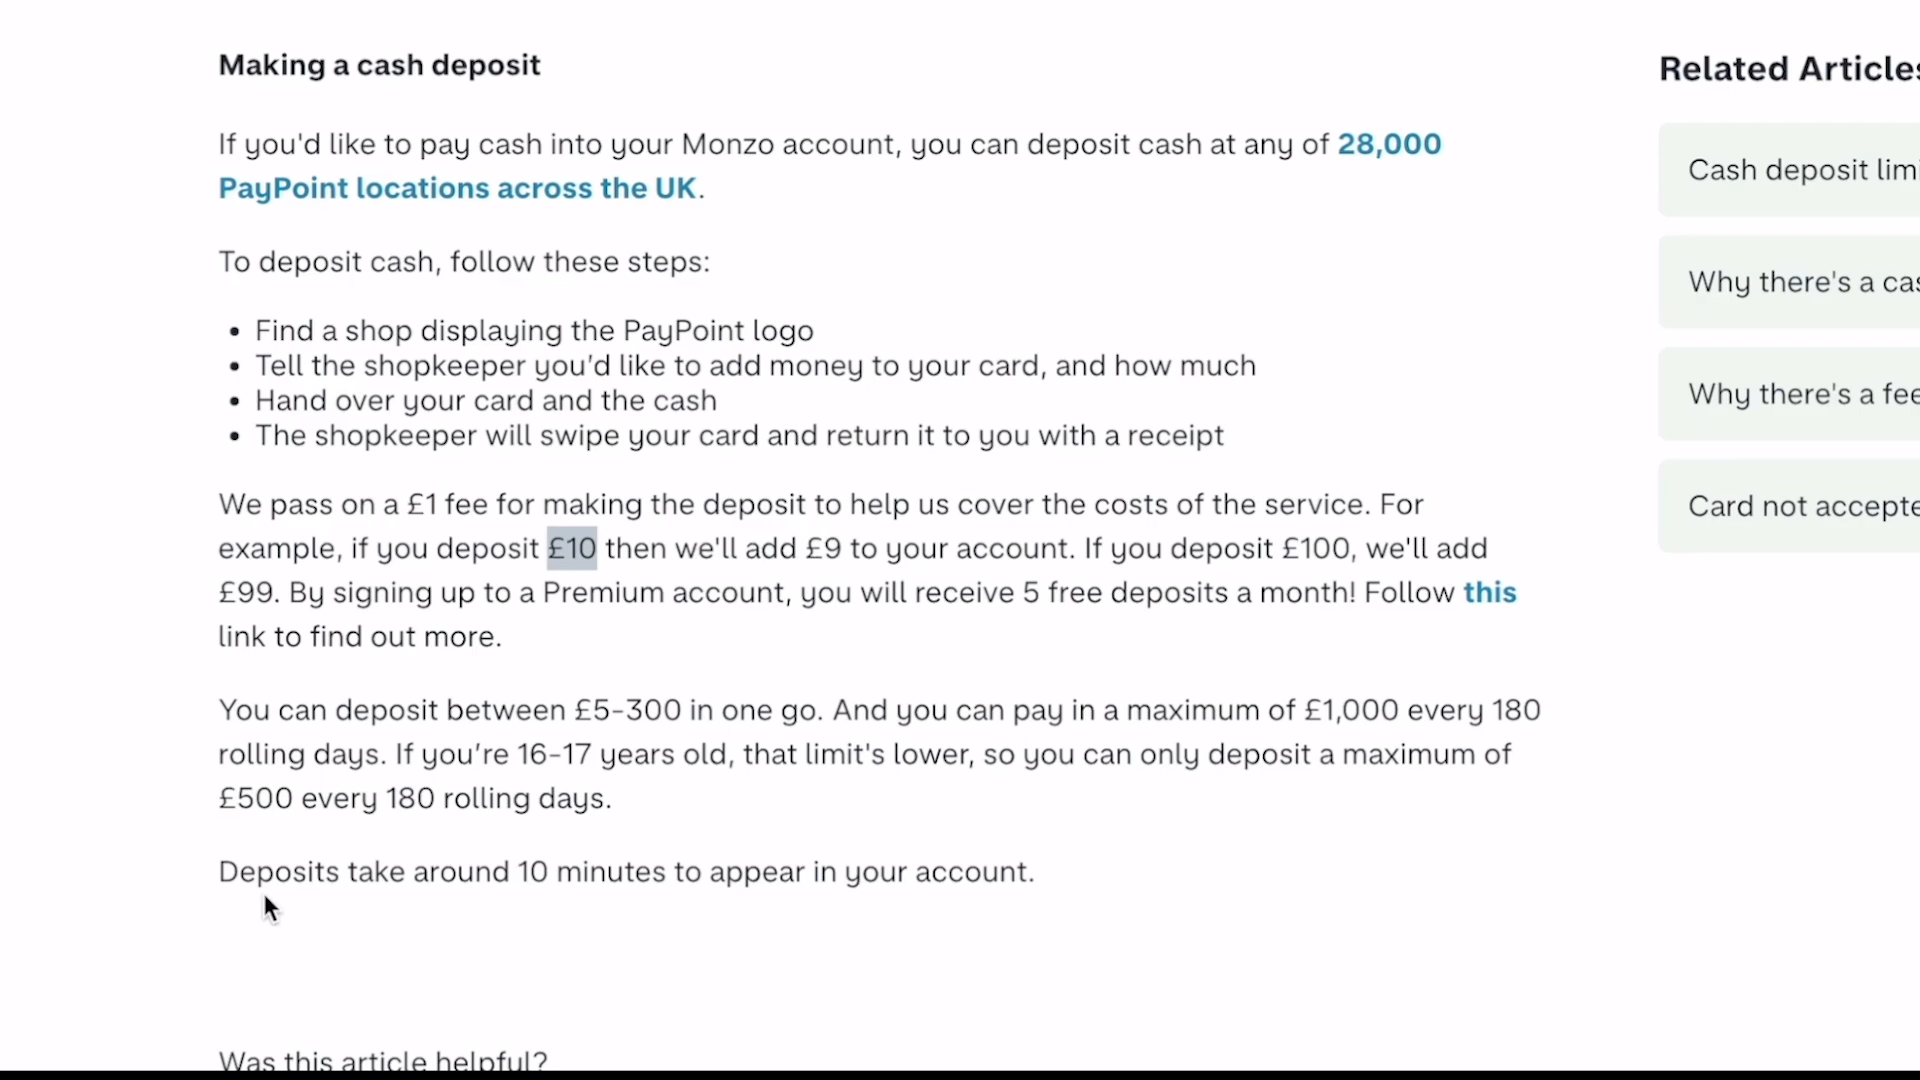 Making a cash deposit
If you'd like to pay cash into your Monzo account, you can deposit cash at any of 28,000
PayPoint locations across the UK.
To deposit cash, follow these steps:
• Find a shop displaying the PayPoint logo
• Tell the shopkeeper you’d like to add money to your card, and how much
• Hand over your card and the cash
• The shopkeeper will swipe your card and return it to you with a receipt
We pass on a £1 fee for making the deposit to help us cover the costs of the service. For
example, if you deposit £10 then we'll add £9 to your account. If you deposit £100, we'll add
£99. By signing up to a Premium account, you will receive 5 free deposits a month! Follow this
link to find out more.
You can deposit between £5-300 in one go. And you can pay in a maximum of £1,000 every 180
rolling days. If you’re 16-17 years old, that limit's lower, so you can only deposit a maximum of
£500 every 180 rolling days.
Deposits take around 10 minutes to appear in your account.
Was this article helpful?
Related Articles
Cash deposit limi
Why there's a cas
Why there's a fee
Card not accepte